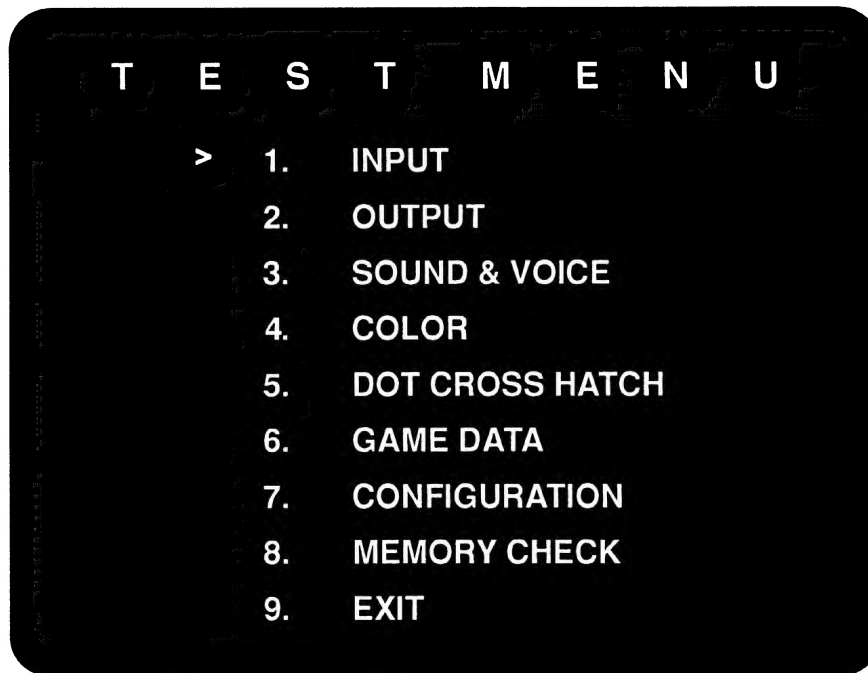 T E S T M E N U
> 1. INPUT
2. OUTPUT
3. SOUND & VOICE
4. COLOR
5. DOT CROSS HATCH
6. GAME DATA
7. CONFIGURATION
8. MEMORY CHECK
9. EXIT